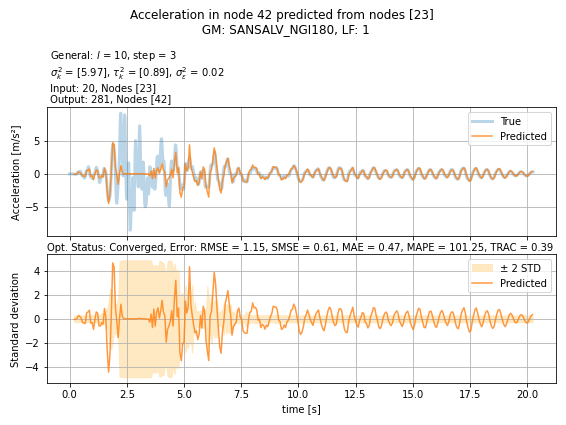 Acceleration in node 42 predicted from nodes [23]
GM: SANSALV_NGI180, LF: 1
General: l = 10, step = 3
σ²ₖ = [5.97], τ²ₖ = [0.89], σ²ε = 0.02
Input: 20, Nodes [23]
Output: 281, Nodes [42]
True
Predicted
Acceleration [m/s²]
5
0
−5
Opt. Status: Converged, Error: RMSE = 1.15, SMSE = 0.61, MAE = 0.47, MAPE = 101.25, TRAC = 0.39
± 2 STD
Predicted
Standard deviation
4
2
0
−2
−4
0.0 2.5 5.0 7.5 10.0 12.5 15.0 17.5 20.0
time [s]